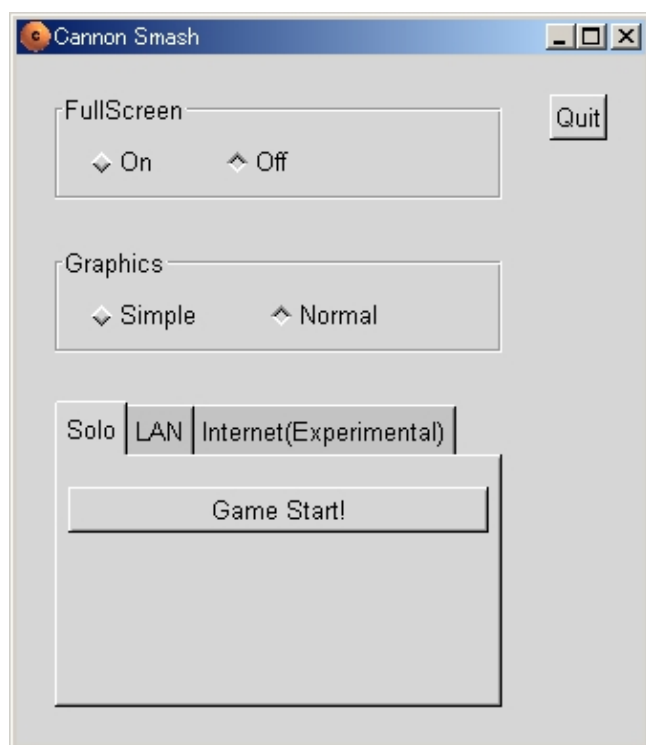 Cannon Smash
FullScreen
Quit
On Off
Graphics
Simple Normal
Solo LAN Internet(Experimental)
Game Start!